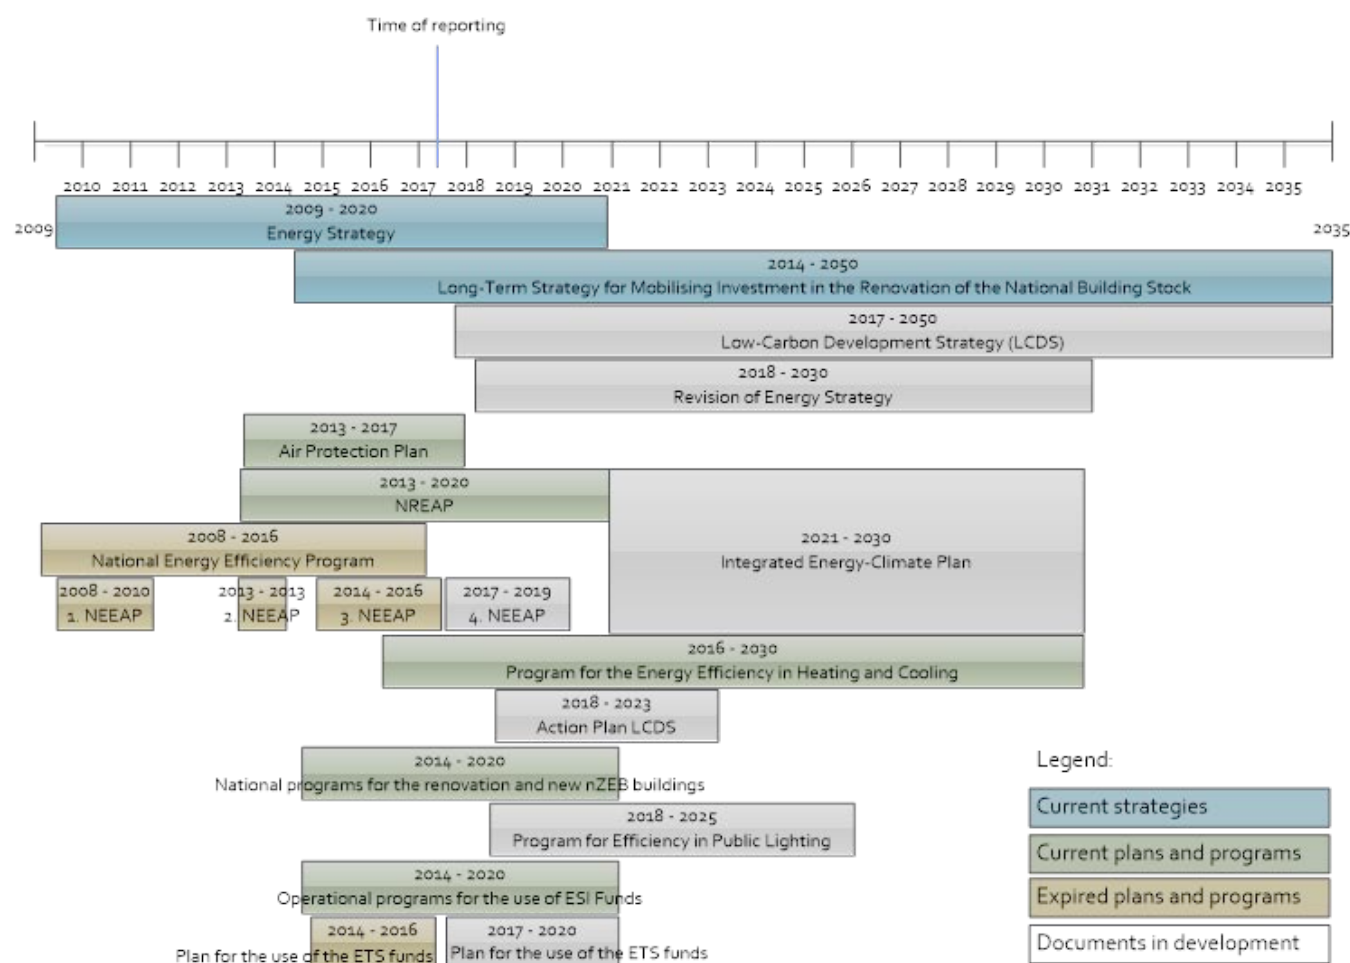 Time of reporting
2010 2011 2012 2013 2014 2015 2016 2017 2018 2019 2020 2021 2022 2023 2024 2025 2026 2027 2028 2029 2030 2031 2032 2033 2034 2035
2009
2035
2009 - 2020
Energy Strategy
2014 - 2050
Long-Term Strategy for Mobilising Investment in the Renovation of the National Building Stock
2017 - 2050
Low-Carbon Development Strategy (LCDS)
2018 - 2030
Revision of Energy Strategy
2013 - 2017
Air Protection Plan
2013 - 2020
NREAP
2021 - 2030
Integrated Energy-Climate Plan
2008 - 2016
National Energy Efficiency Program
2008 - 2010
1. NEEAP
2013 - 2013
2. NEEAP
2014 - 2016
3. NEEAP
2017 - 2019
4. NEEAP
2016 - 2030
Program for the Energy Efficiency in Heating and Cooling
2018 - 2023
Action Plan LCDS
2014 - 2020
National programs for the renovation and new nZEB buildings
2018 - 2025
Program for Efficiency in Public Lighting
2014 - 2020
Operational programs for the use of ESI Funds
2014 - 2016
Plan for the use of the ETS funds
2017 - 2020
Plan for the use of the ETS funds
Legend:
Current strategies
Current plans and programs
Expired plans and programs
Documents in development